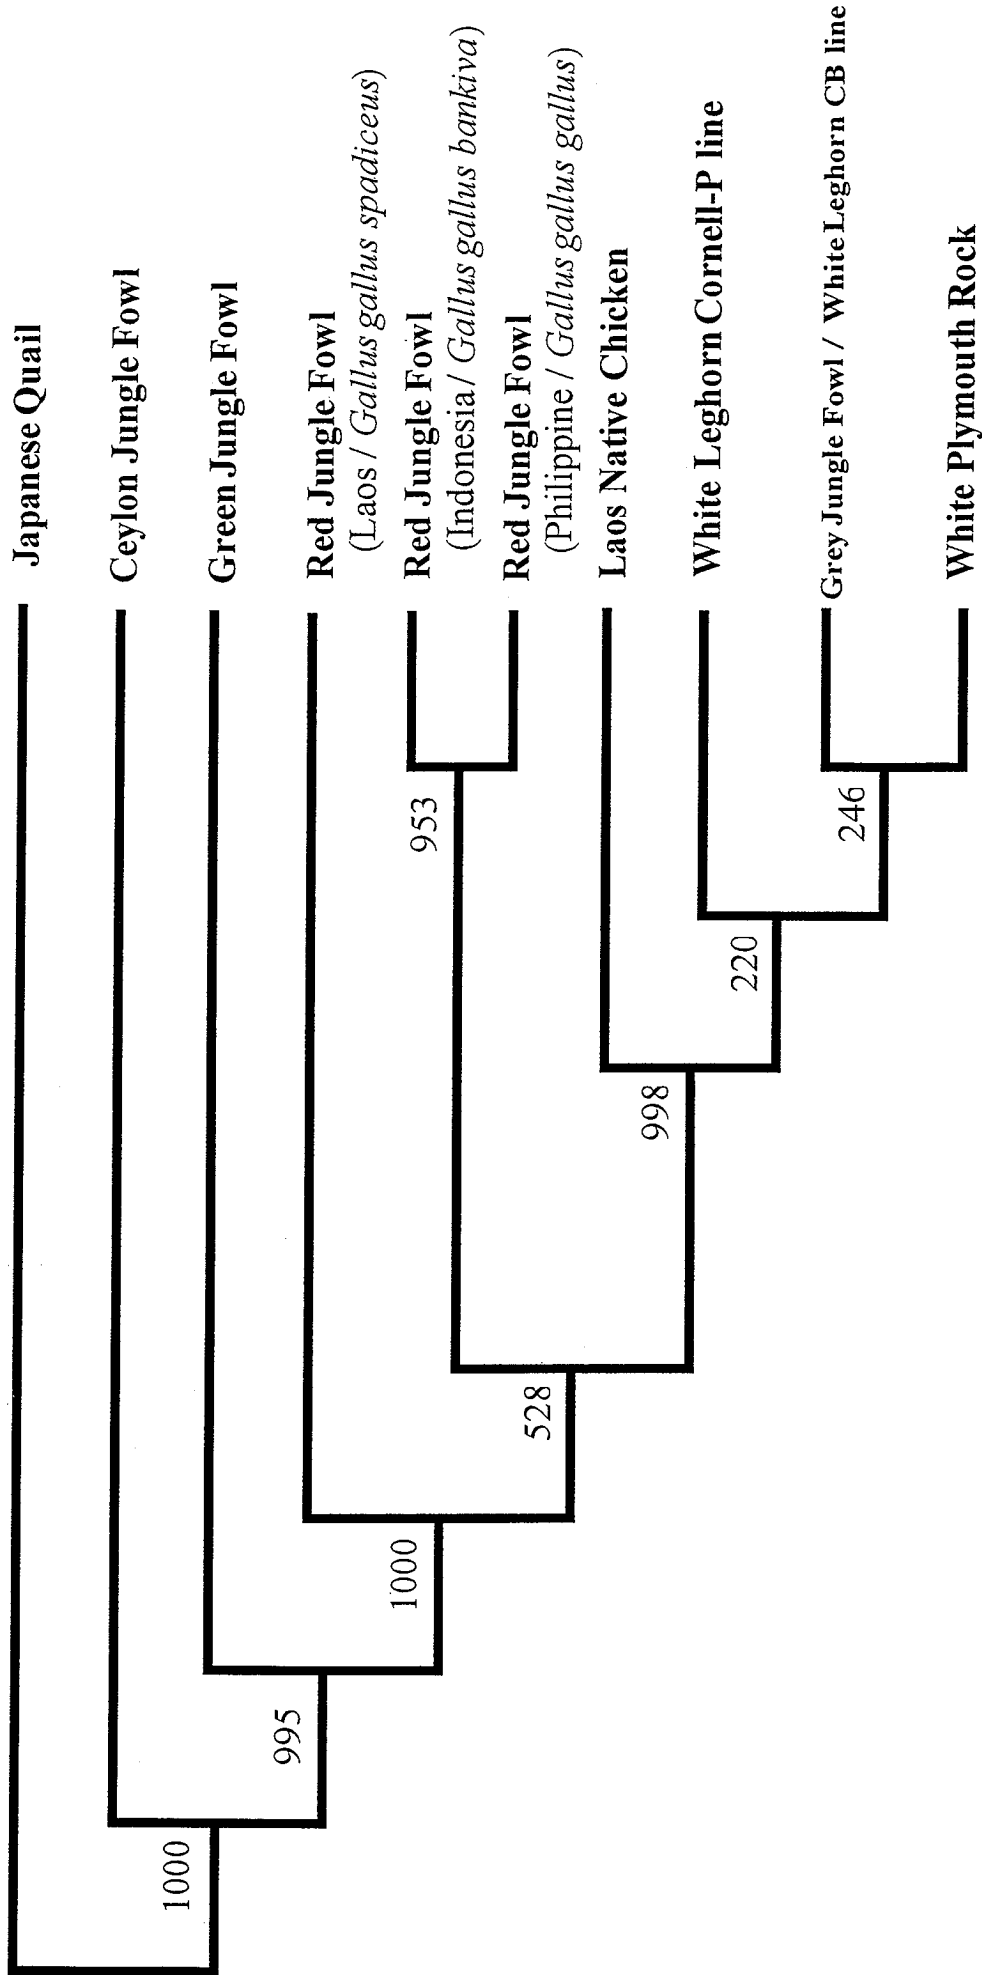 Japanese Quail
Ceylon Jungle Fowl
Green Jungle Fowl
Red Jungle Fowl
(Laos / Gallus gallus spadiceus)
Red Jungle Fowl
(Indonesia / Gallus gallus bankiva)
Red Jungle Fowl
(Philippine / Gallus gallus gallus)
Laos Native Chicken
White Leghorn Cornell-P line
Grey Jungle Fowl / White Leghorn CB line
White Plymouth Rock
1000
995
1000
528
953
998
220
246